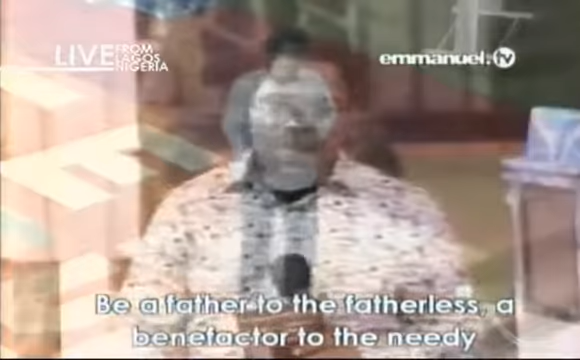 LIVE FROM
LAGOS
NIGERIA
emmanuel.tv
Be a father to the fatherless, a
benefactor to the needy